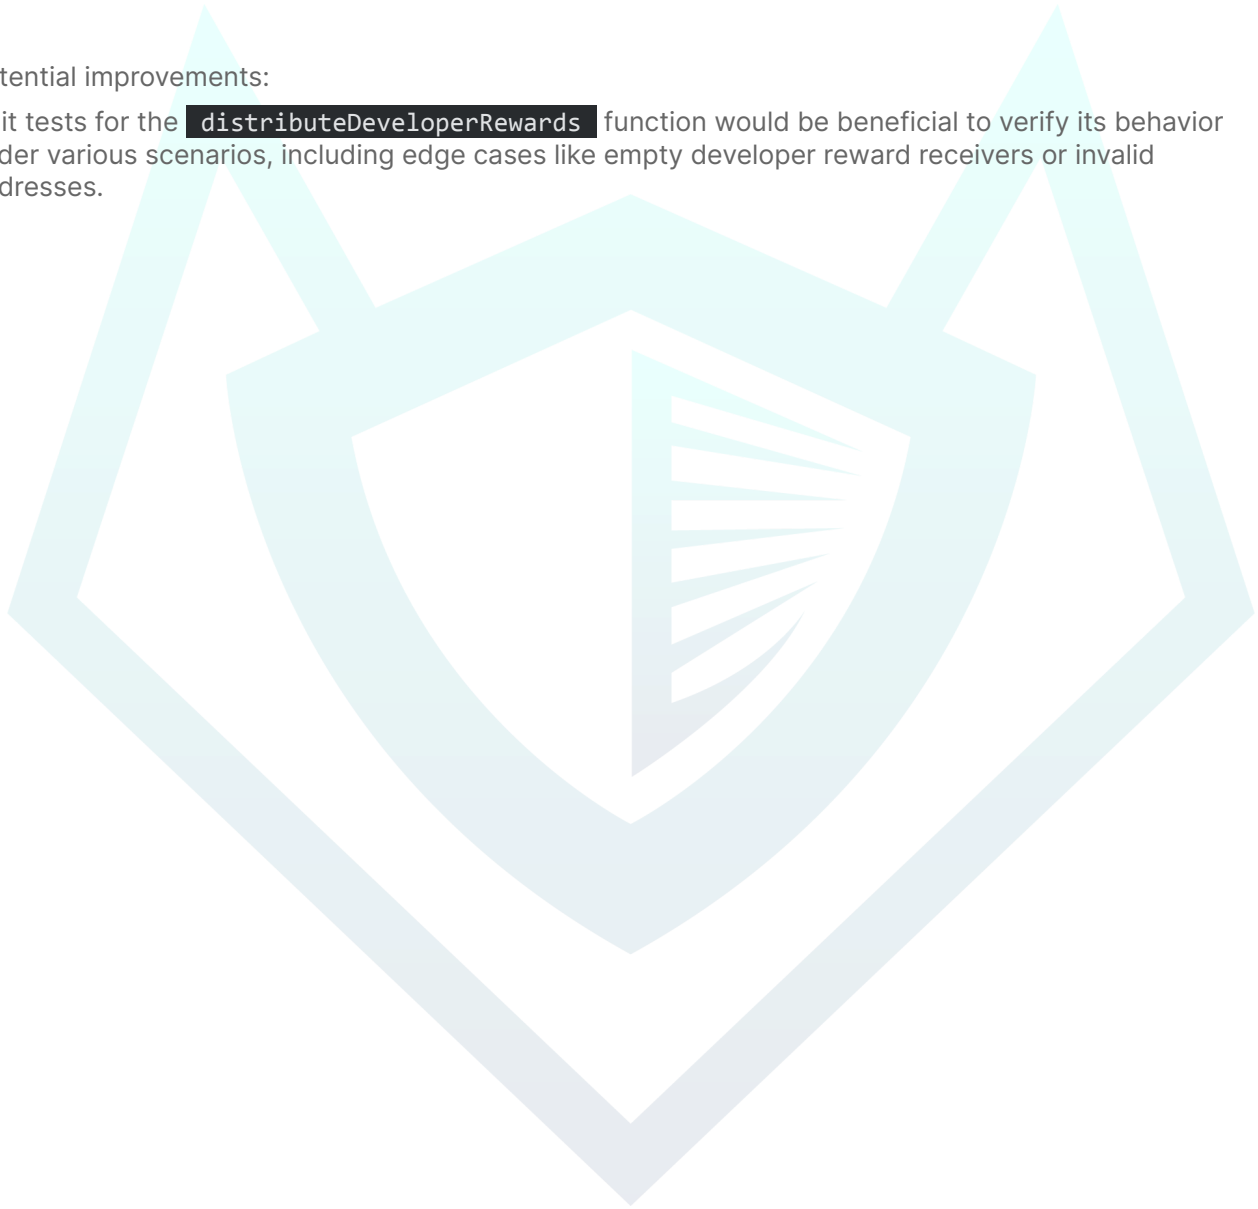 tential improvements:
it tests for the distributeDeveloperRewards function would be beneficial to verify its behavior
der various scenarios, including edge cases like empty developer reward receivers or invalid
dresses.